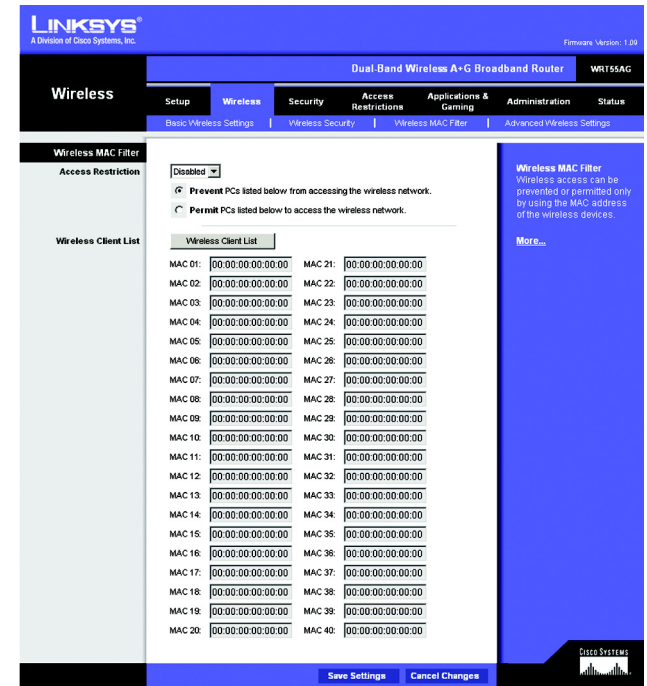 LINKSYS®
A Division of Cisco Systems, Inc.
Firmware Version: 1.09
Dual-Band Wireless A+G Broadband Router WRT55AG
Wireless
Setup Wireless Security Access Restrictions Applications & Gaming Administration Status
Basic Wireless Settings | Wireless Security | Wireless MAC Filter | Advanced Wireless Settings
Wireless MAC Filter
Access Restriction
Disabled
Prevent PCs listed below from accessing the wireless network.
Permit PCs listed below to access the wireless network.
Wireless Client List
Wireless Client List
MAC 01: 00:00:00:00:00:00 MAC 21: 00:00:00:00:00:00
MAC 02: 00:00:00:00:00:00 MAC 22: 00:00:00:00:00:00
MAC 03: 00:00:00:00:00:00 MAC 23: 00:00:00:00:00:00
MAC 04: 00:00:00:00:00:00 MAC 24: 00:00:00:00:00:00
MAC 05: 00:00:00:00:00:00 MAC 25: 00:00:00:00:00:00
MAC 06: 00:00:00:00:00:00 MAC 26: 00:00:00:00:00:00
MAC 07: 00:00:00:00:00:00 MAC 27: 00:00:00:00:00:00
MAC 08: 00:00:00:00:00:00 MAC 28: 00:00:00:00:00:00
MAC 09: 00:00:00:00:00:00 MAC 29: 00:00:00:00:00:00
MAC 10: 00:00:00:00:00:00 MAC 30: 00:00:00:00:00:00
MAC 11: 00:00:00:00:00:00 MAC 31: 00:00:00:00:00:00
MAC 12: 00:00:00:00:00:00 MAC 32: 00:00:00:00:00:00
MAC 13: 00:00:00:00:00:00 MAC 33: 00:00:00:00:00:00
MAC 14: 00:00:00:00:00:00 MAC 34: 00:00:00:00:00:00
MAC 15: 00:00:00:00:00:00 MAC 35: 00:00:00:00:00:00
MAC 16: 00:00:00:00:00:00 MAC 36: 00:00:00:00:00:00
MAC 17: 00:00:00:00:00:00 MAC 37: 00:00:00:00:00:00
MAC 18: 00:00:00:00:00:00 MAC 38: 00:00:00:00:00:00
MAC 19: 00:00:00:00:00:00 MAC 39: 00:00:00:00:00:00
MAC 20: 00:00:00:00:00:00 MAC 40: 00:00:00:00:00:00
Wireless MAC Filter
Wireless access can be
prevented or permitted only
by using the MAC address
of the wireless devices.
More...
Save Settings Cancel Changes
CISCO SYSTEMS